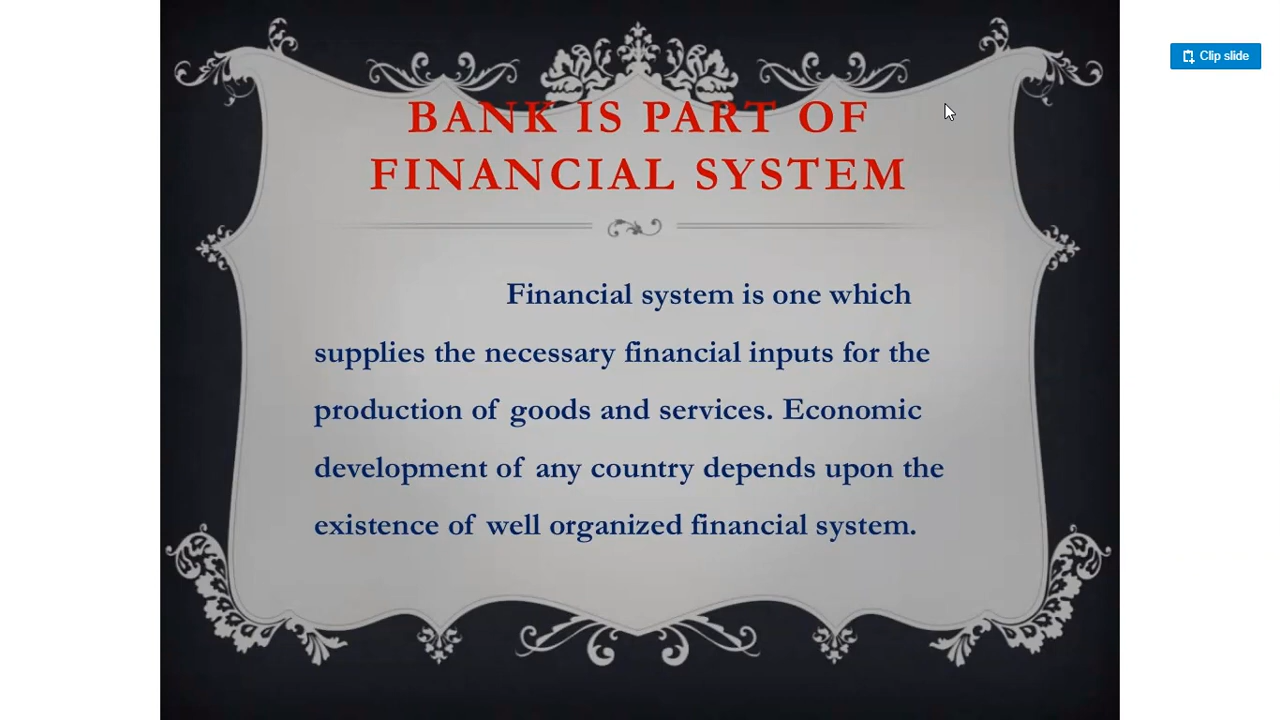 Clip slide
BANK IS PART OF
FINANCIAL SYSTEM
Financial system is one which
supplies the necessary financial inputs for the
production of goods and services. Economic
development of any country depends upon the
existence of well organized financial system.